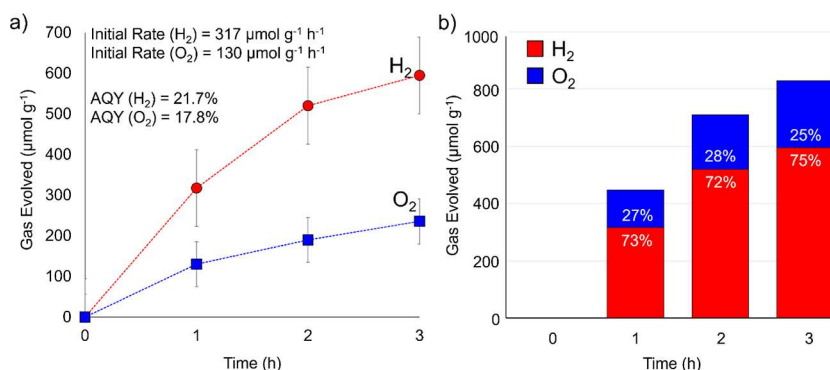 a)
Initial Rate (H₂) = 317 µmol g⁻¹ h⁻¹
Initial Rate (O₂) = 130 µmol g⁻¹ h⁻¹
AQY (H₂) = 21.7%
AQY (O₂) = 17.8%
H₂
O₂
Gas Evolved (µmol g⁻¹)
700
600
500
400
300
200
100
0
0 1 2 3
Time (h)
b)
H₂
O₂
Gas Evolved (µmol g⁻¹)
1000
800
600
400
200
0
27%
73%
28%
72%
25%
75%
0 1 2 3
Time (h)